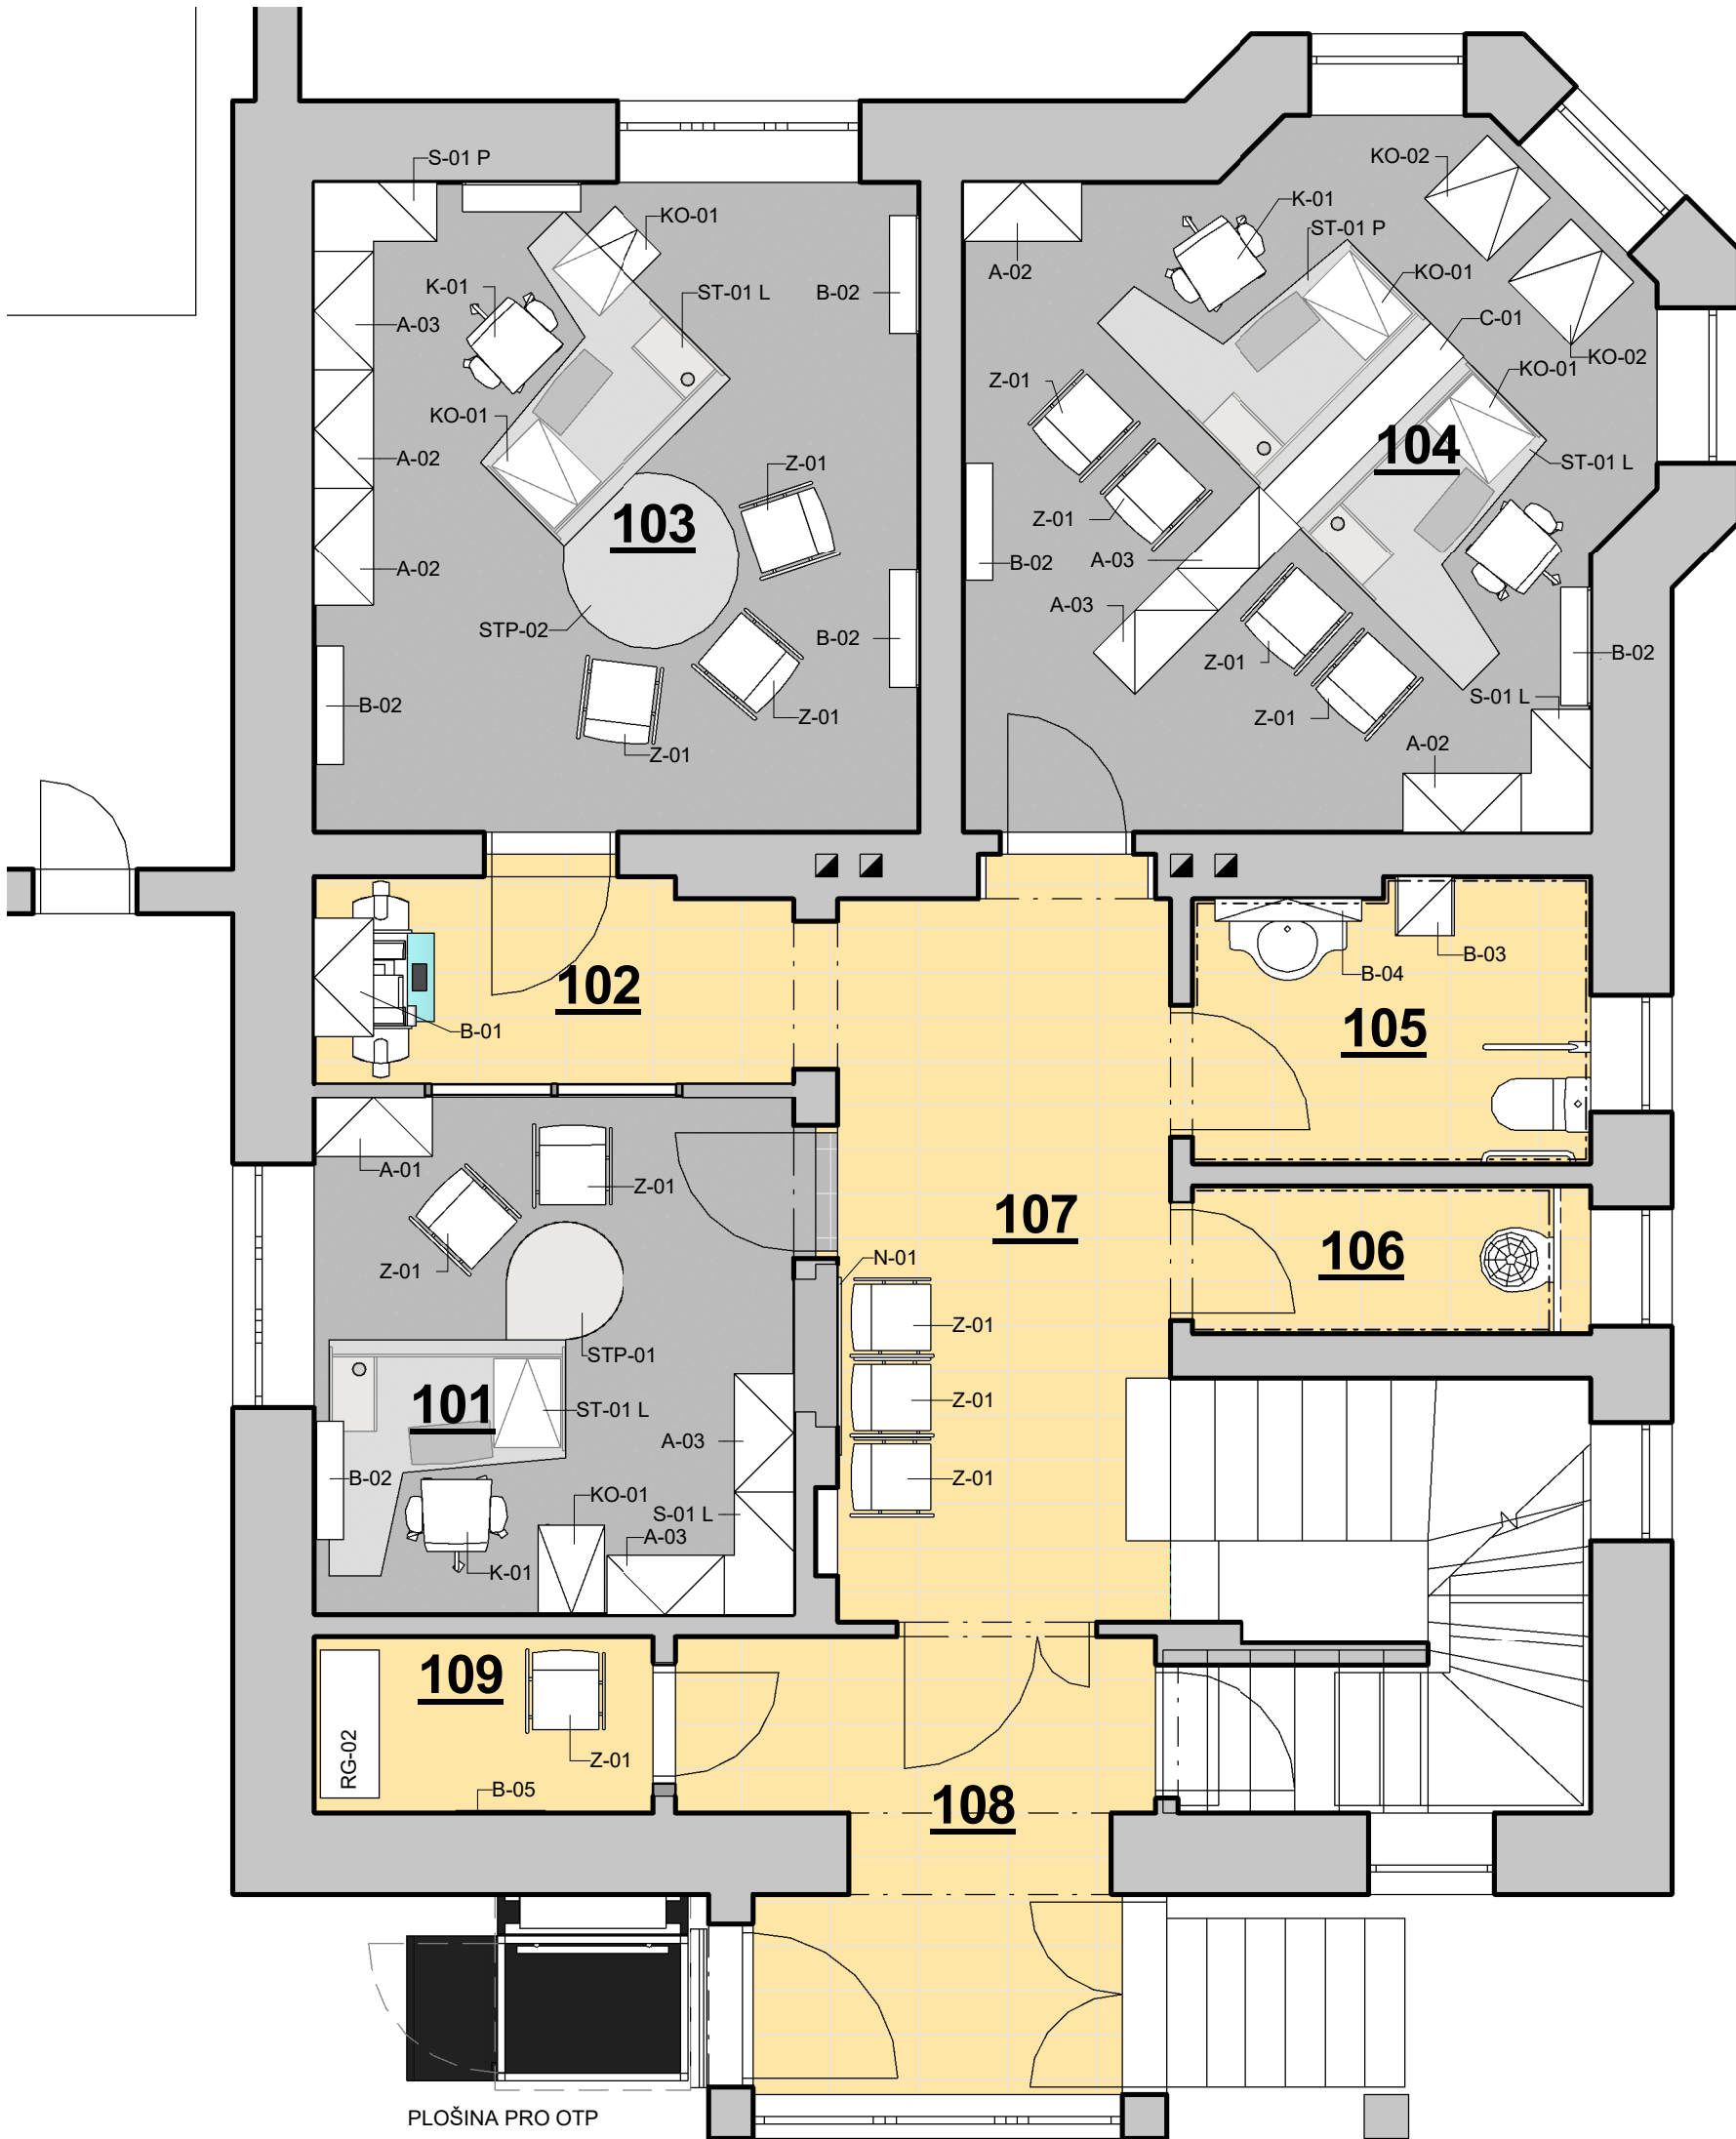 S-01 P
KO-02
KO-01
K-01
ST-01 P
A-02
K-01
ST-01 L
B-02
KO-01
A-03
C-01
KO-02
KO-01
Z-01
KO-01
104
A-02
Z-01
ST-01 L
103
Z-01
A-02
A-03
B-02
A-03
STP-02
B-02
Z-01
B-02
S-01 L
B-02
Z-01
Z-01
Z-01
A-02
102
B-03
B-04
B-01
105
A-01
Z-01
107
Z-01
N-01
106
Z-01
STP-01
101
ST-01 L
Z-01
A-03
B-02
Z-01
KO-01
S-01 L
A-03
K-01
109
RG-02
Z-01
B-05
108
PLOŠINA PRO OTP